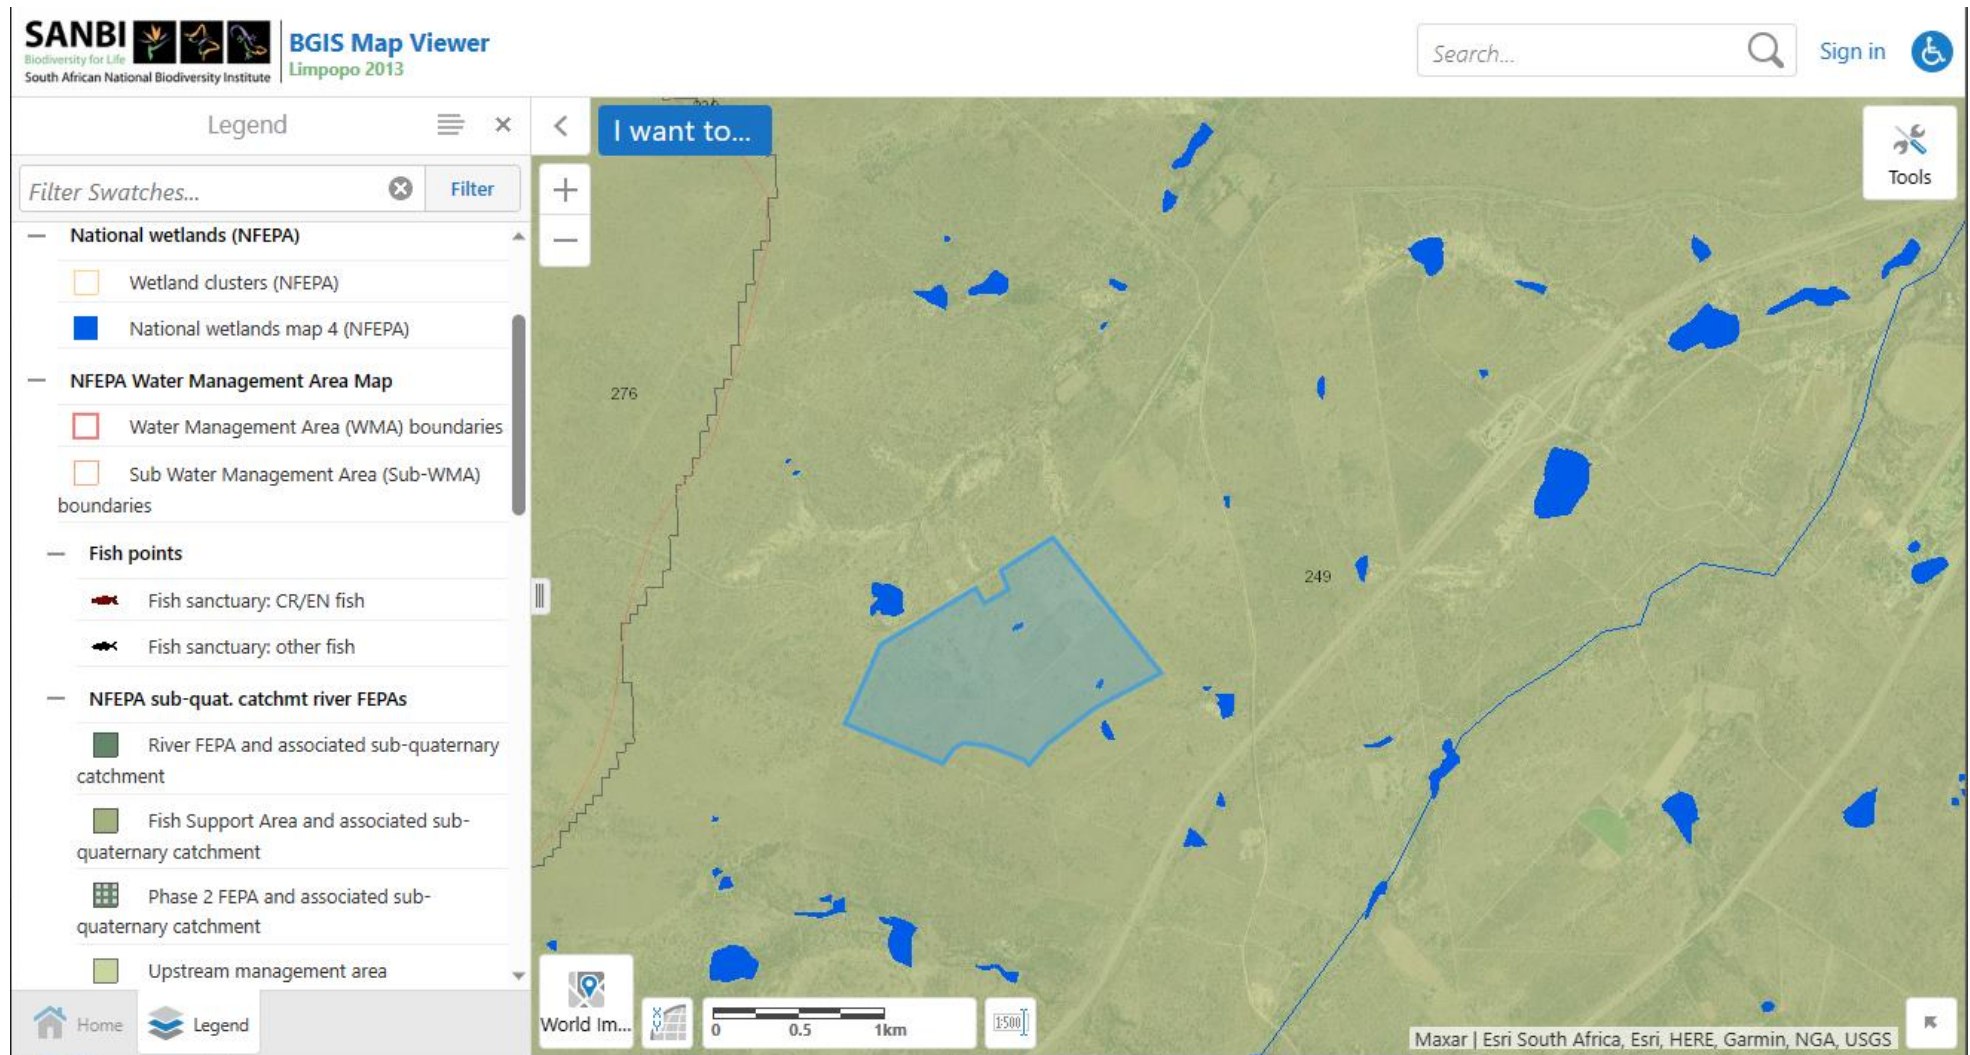 SANBI
Biodiversity for Life
South African National Biodiversity Institute
BGIS Map Viewer
Limpopo 2013
Search...
Sign in
Legend
I want to...
Tools
Filter Swatches...
Filter
National wetlands (NFEPA)
Wetland clusters (NFEPA)
National wetlands map 4 (NFEPA)
NFEPA Water Management Area Map
Water Management Area (WMA) boundaries
Sub Water Management Area (Sub-WMA)
boundaries
Fish points
Fish sanctuary: CR/EN fish
Fish sanctuary: other fish
NFEPA sub-quat. catchmt river FEPAs
River FEPA and associated sub-quaternary
catchment
Fish Support Area and associated sub-
quaternary catchment
Phase 2 FEPA and associated sub-
quaternary catchment
Upstream management area
Home
Legend
276
249
World Im...
X Y
0 0.5 1km
1:500
Maxar | Esri South Africa, Esri, HERE, Garmin, NGA, USGS